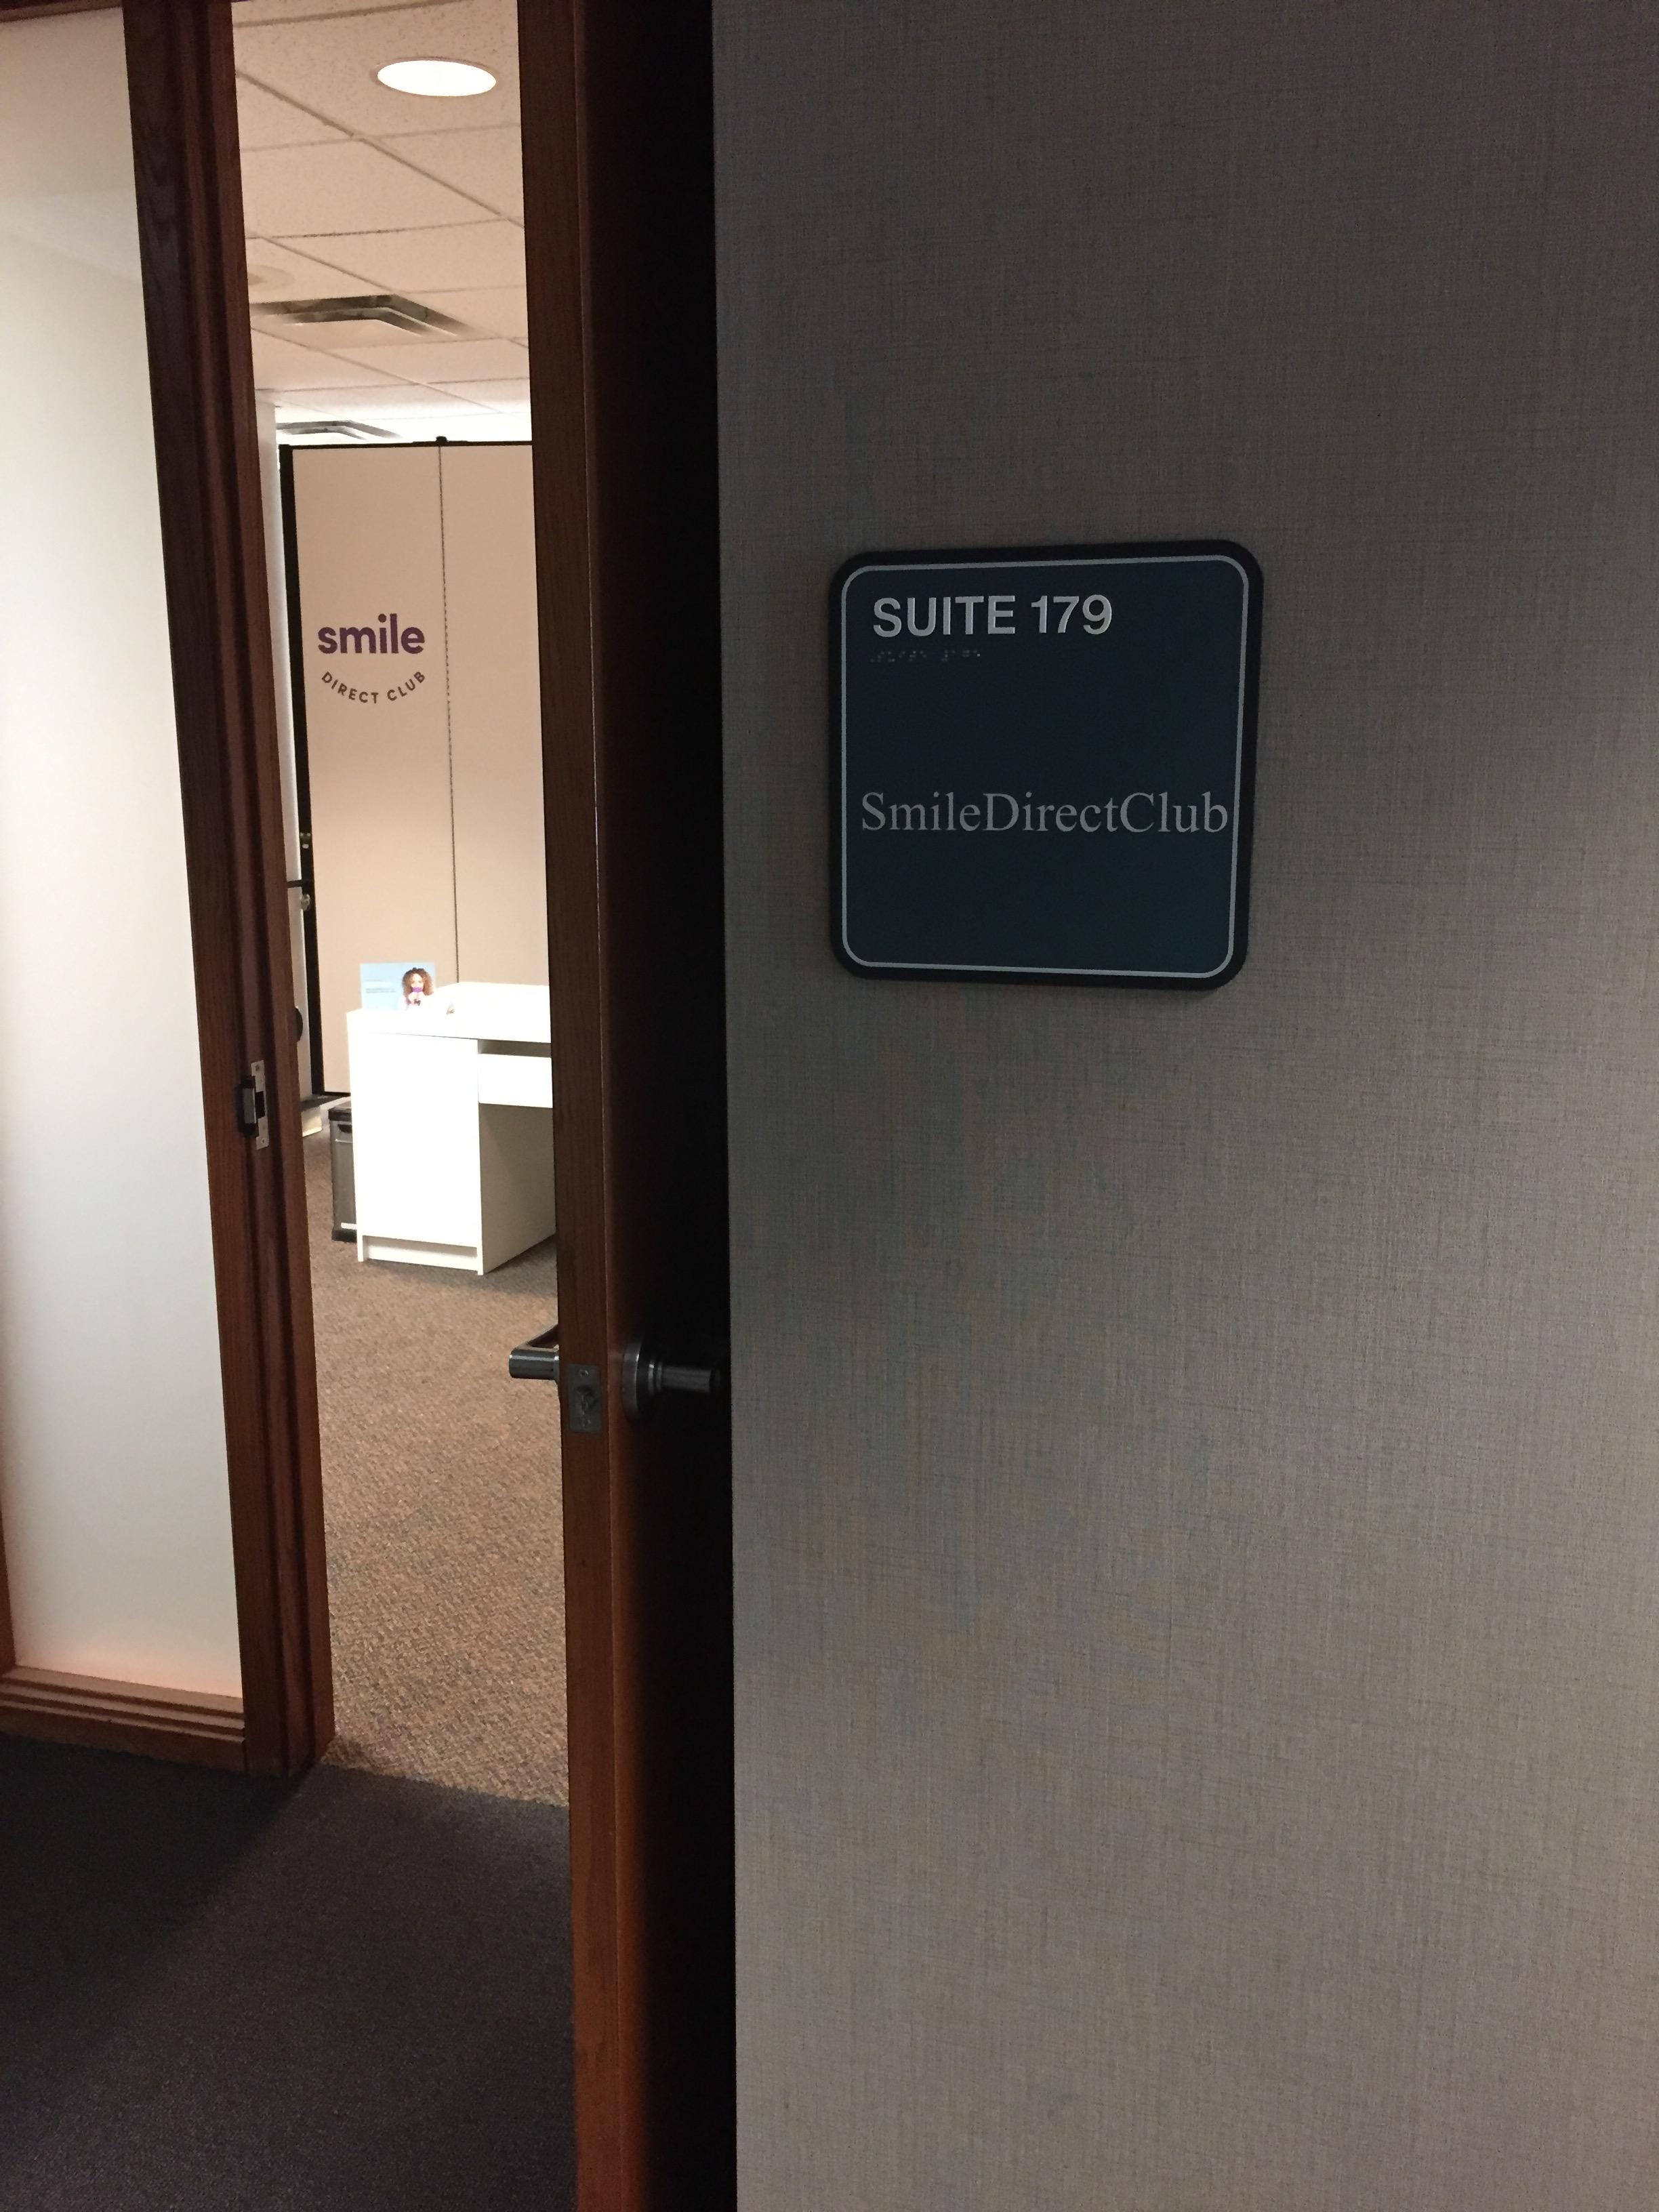 smile
DIRECT CLUB
SUITE 179
SmileDirectClub